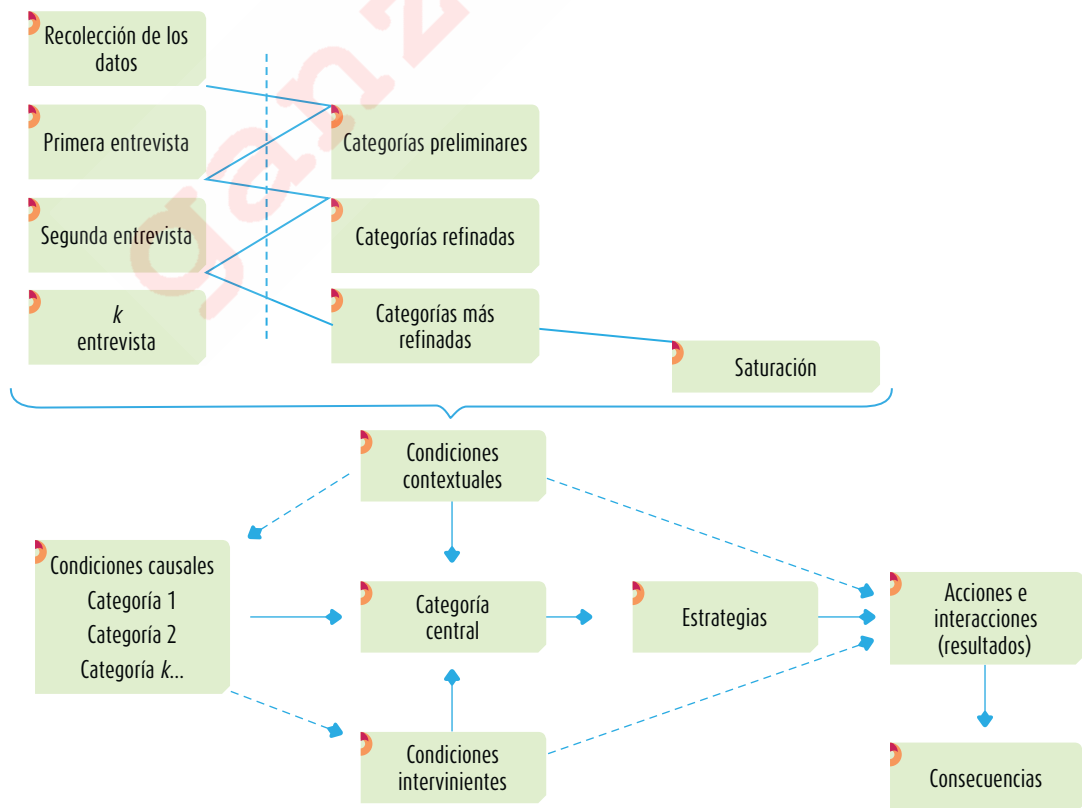 Recolección de los
datos
Primera entrevista
Categorías preliminares
Segunda entrevista
Categorías refinadas
k
entrevista
Categorías más
refinadas
Saturación
Condiciones
contextuales
Condiciones causales
Categoría 1
Categoría 2
Categoría k...
Categoría
central
Estrategias
Acciones e
interacciones
(resultados)
Condiciones
intervinientes
Consecuencias
ganz